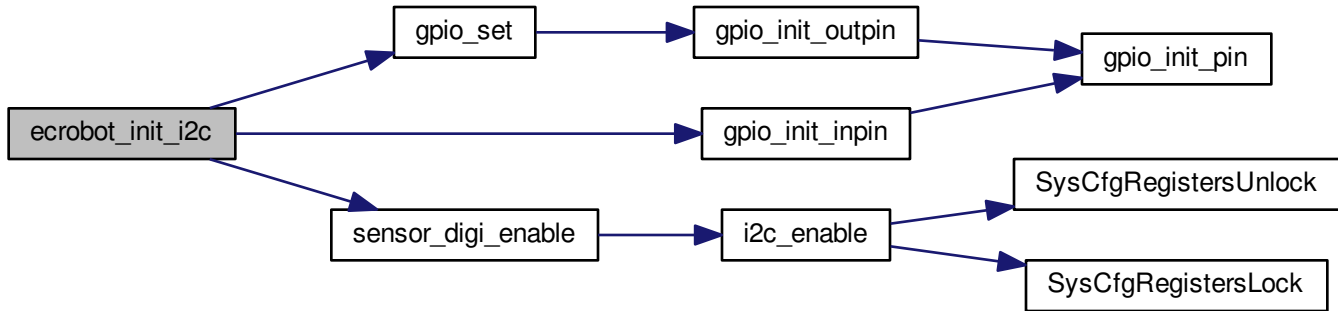 ecrobot_init_i2c
gpio_set
gpio_init_outpin
gpio_init_pin
gpio_init_inpin
sensor_digi_enable
i2c_enable
SysCfgRegistersUnlock
SysCfgRegistersLock